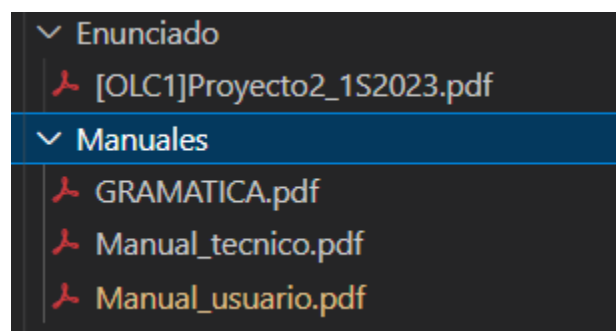 Enunciado
[OLC1]Proyecto2_1S2023.pdf
Manuales
GRAMATICA.pdf
Manual_tecnico.pdf
Manual_usuario.pdf